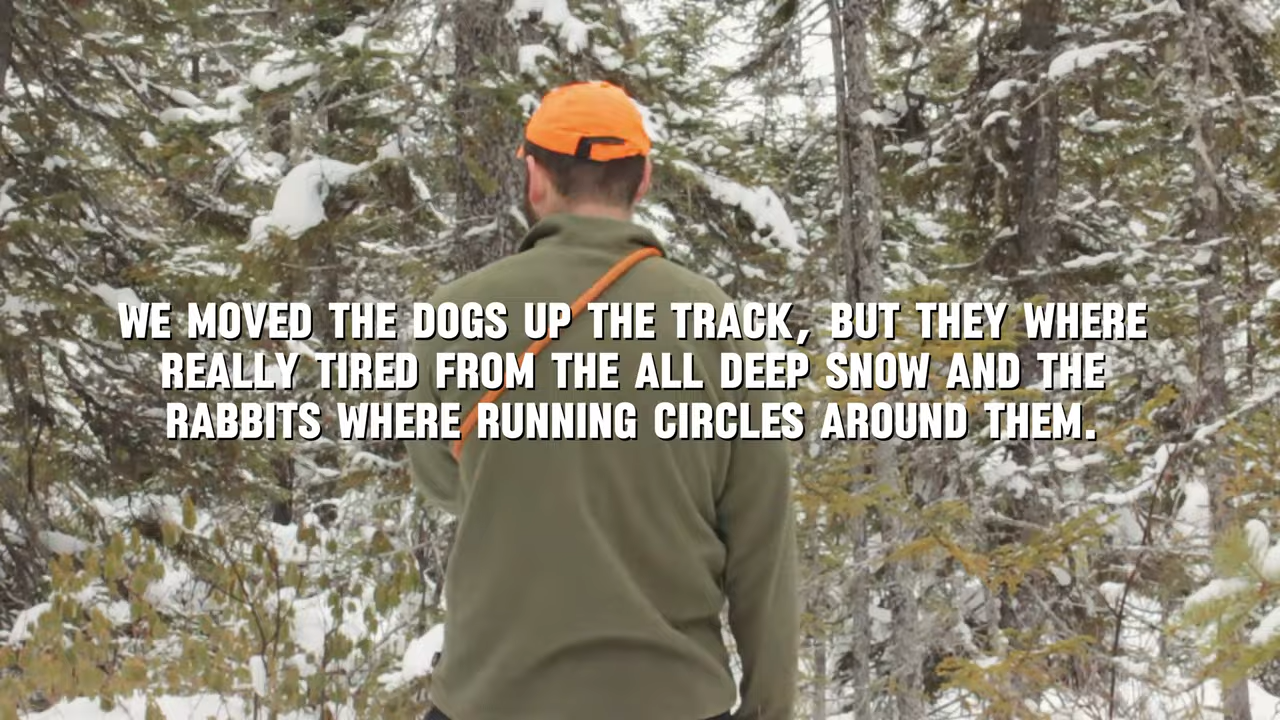 WE MOVED THE DOGS UP THE TRACK, BUT THEY WHERE
REALLY TIRED FROM THE ALL DEEP SNOW AND THE
RABBITS WHERE RUNNING CIRCLES AROUND THEM.